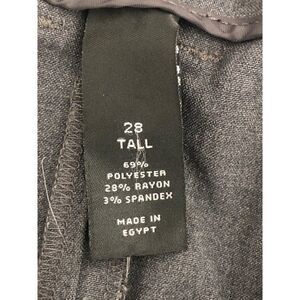 28
TALL
69%
POLYESTER
28% RAYON
3% SPANDEX
MADE IN
EGYPT